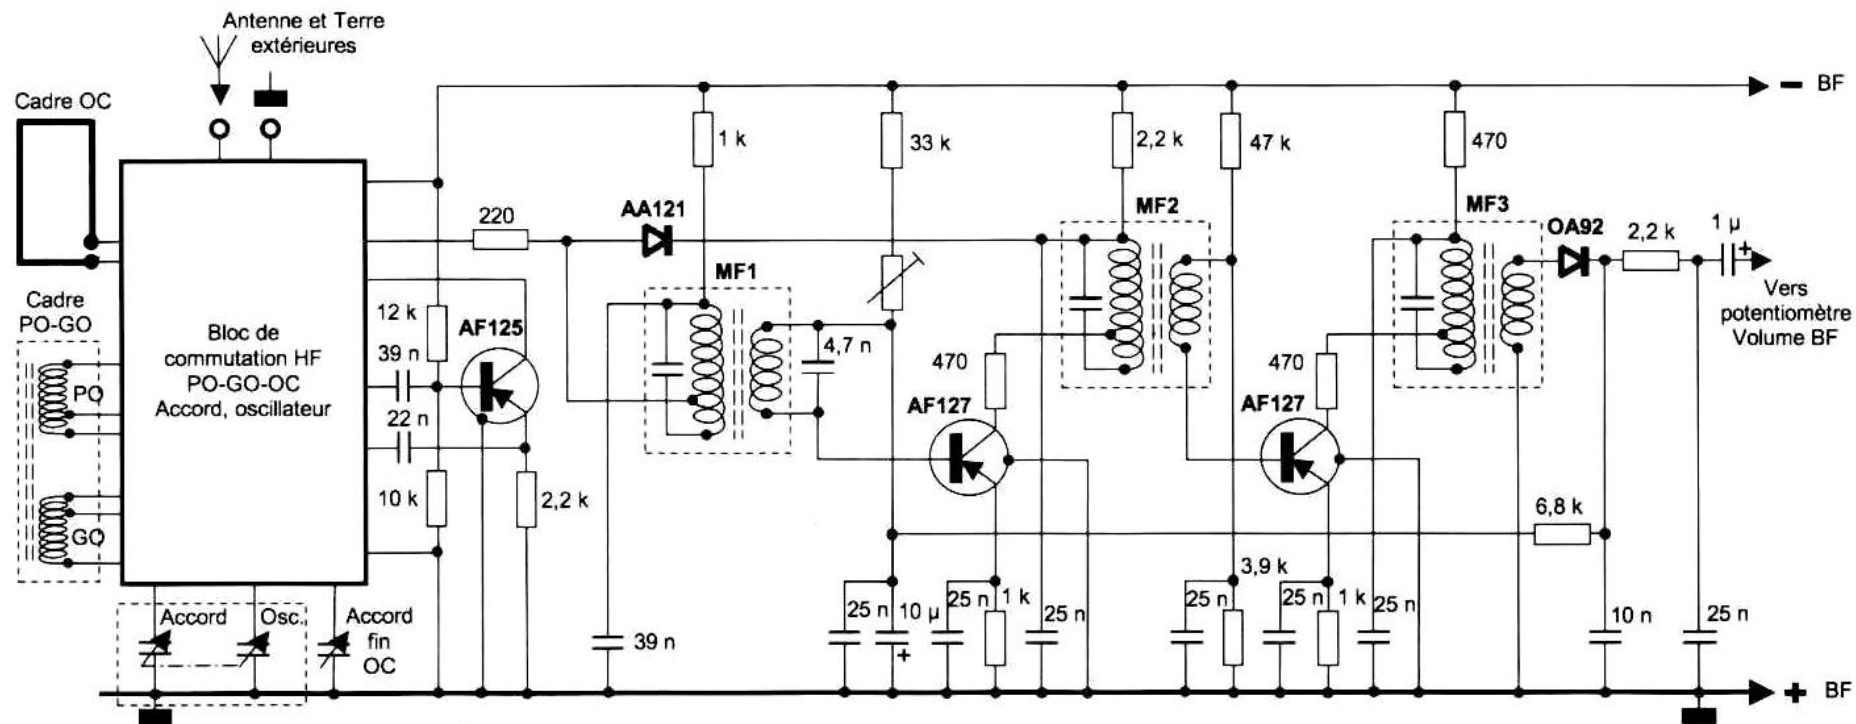 Antenne et Terre
extérieures
Cadre OC
− BF
1 k
33 k
2,2 k
47 k
470
220
AA121
MF2
MF3
1 µ
OA92
2,2 k
+
MF1
Cadre
PO-GO
12 k
AF125
Vers
potentiomètre
Volume BF
Bloc de
commutation HF
PO-GO-OC
Accord, oscillateur
39 n
4,7 n
470
470
PO
22 n
AF127
AF127
10 k
2,2 k
GO
6,8 k
3,9 k
Accord
Osc.
Accord
fin
OC
39 n
25 n
10 µ
+
25 n
1 k
25 n
25 n
25 n
1 k
25 n
10 n
25 n
+ BF